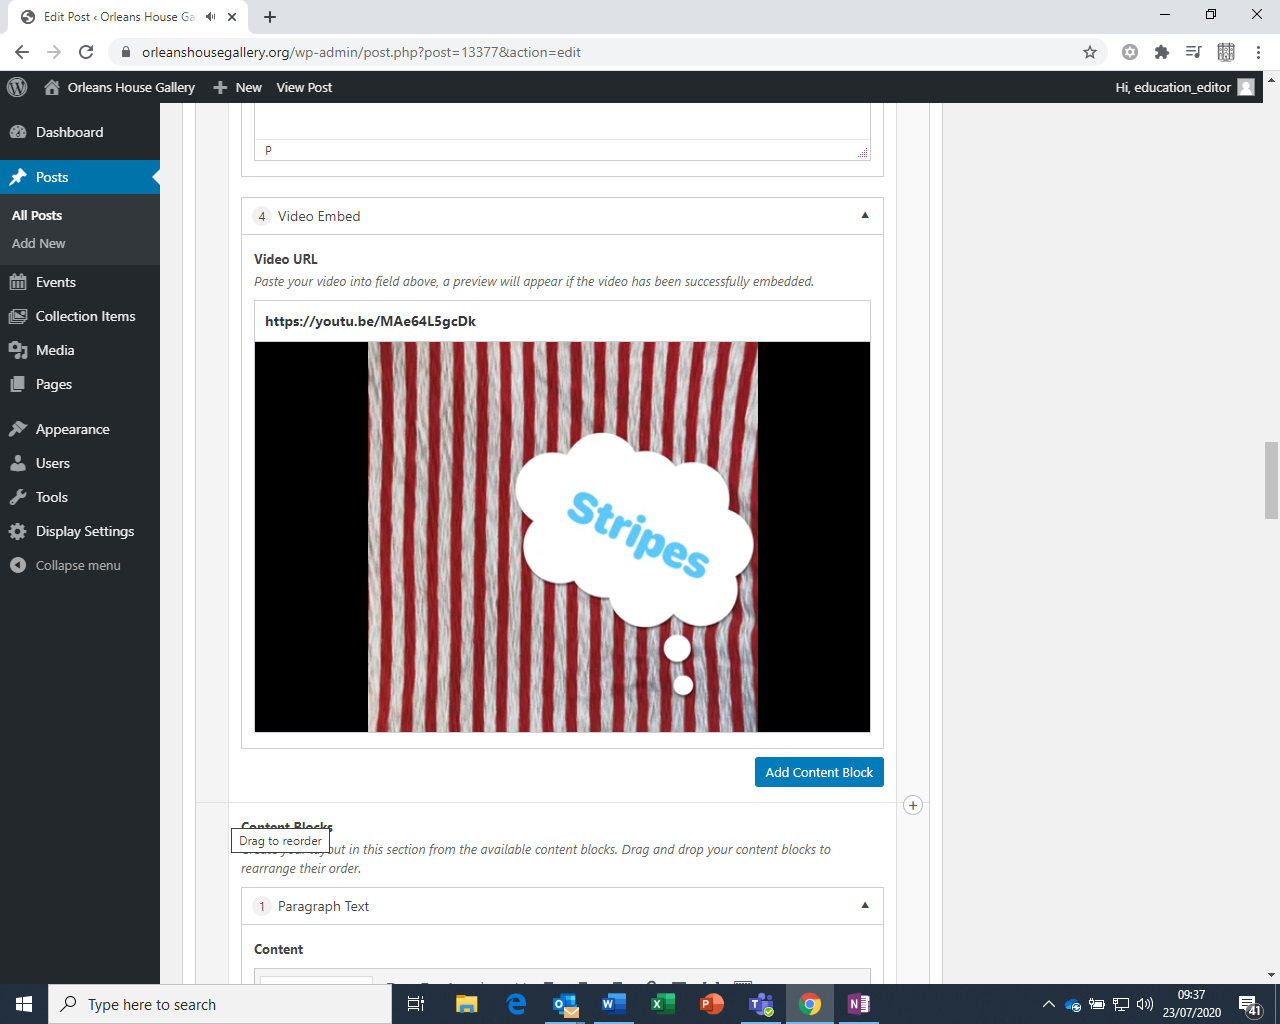 Edit Post ‹ Orleans House Ga
orleanshousegallery.org/wp-admin/post.php?post=13377&action=edit
Orleans House Gallery
New
View Post
Hi, education_editor
Dashboard
Posts
All Posts
Add New
Events
Collection Items
Media
Pages
Appearance
Users
Tools
Display Settings
Collapse menu
P
4 Video Embed
Video URL
Paste your video into field above, a preview will appear if the video has been successfully embedded.
https://youtu.be/MAe64L5gcDk
Stripes
Add Content Block
Content Blocks
Drag to reorder
layout in this section from the available content blocks. Drag and drop your content blocks to
rearrange their order.
1 Paragraph Text
Content
Type here to search
09:37
23/07/2020
41